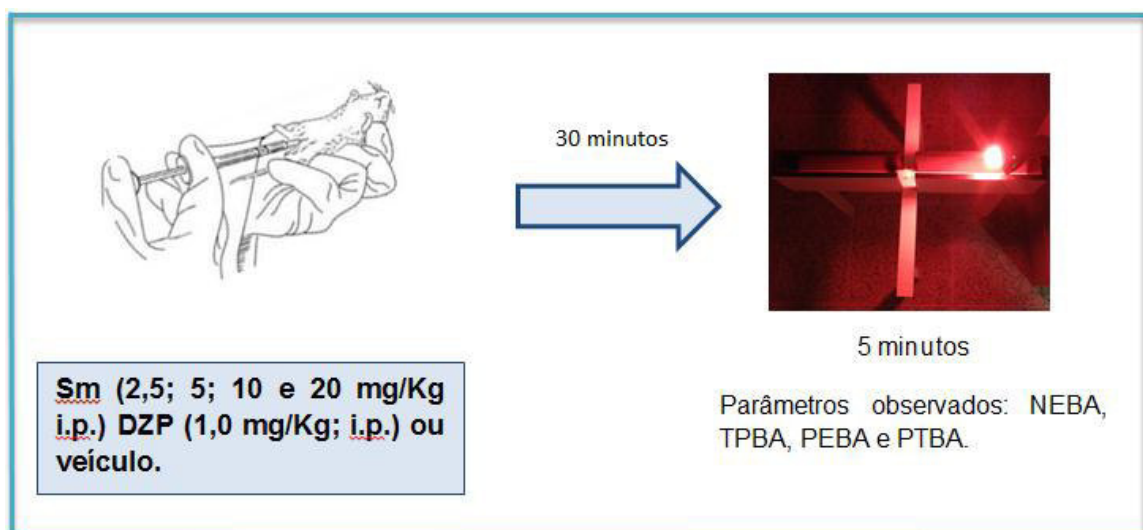 30 minutos
5 minutos
Sm (2,5; 5; 10 e 20 mg/Kg
i.p.) DZP (1,0 mg/Kg; i.p.) ou
veículo.
Parâmetros observados: NEBA,
TPBA, PEBA e PTBA.